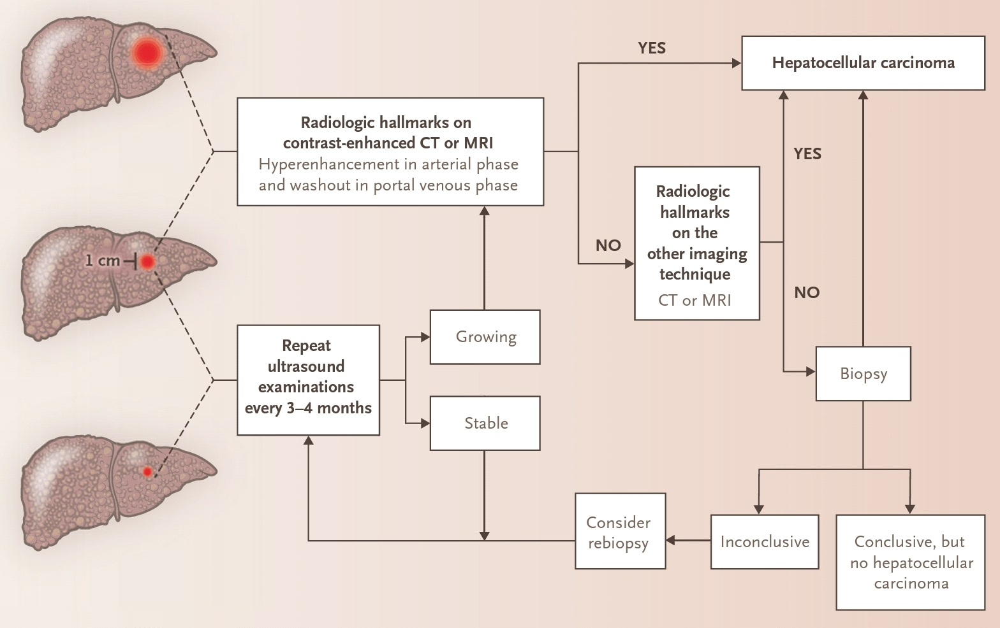 YES
Hepatocellular carcinoma
Radiologic hallmarks on
contrast-enhanced CT or MRI
Hyperenhancement in arterial phase
and washout in portal venous phase
YES
Radiologic
hallmarks
on the
other imaging
technique
CT or MRI
NO
1 cm
NO
Repeat
ultrasound
examinations
every 3–4 months
Growing
Biopsy
Stable
Consider
rebiopsy
Inconclusive
Conclusive, but
no hepatocellular
carcinoma